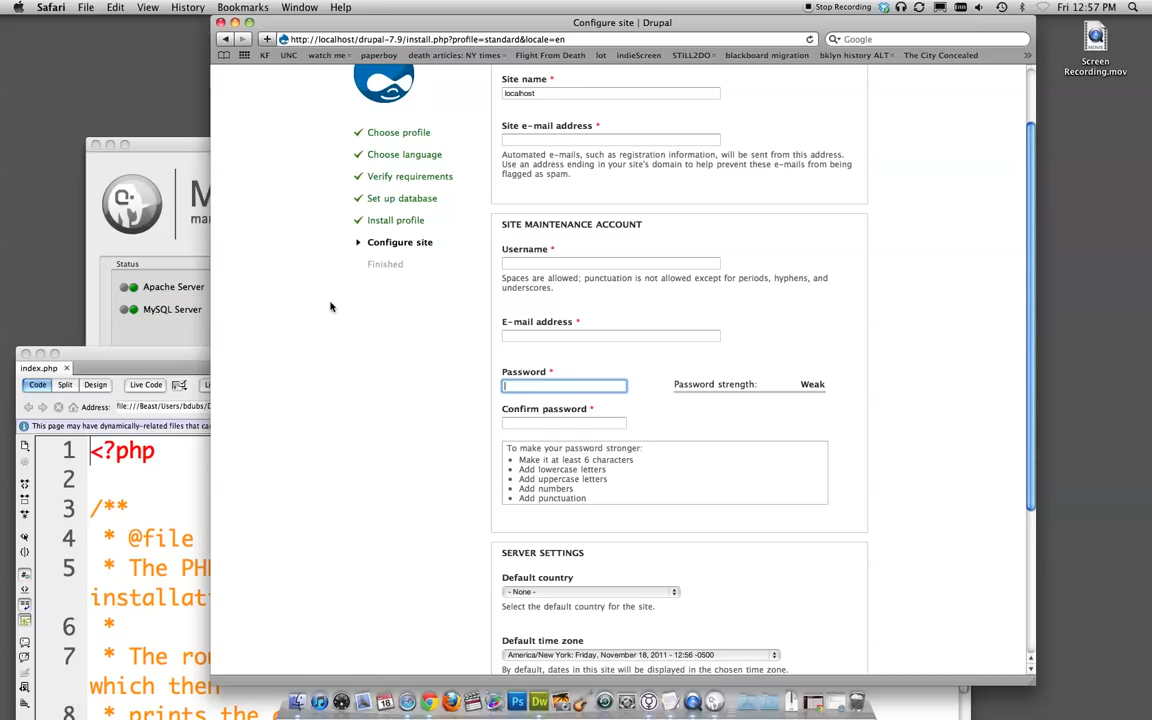 Safari File Edit View History Bookmarks Window Help Stop Recording Fri 12:57 PM
Configure site | Drupal
http://localhost/drupal-7.9/install.php?profile=standard&locale=en
Google
KF UNC watch me paperboy death articles: NY times Flight From Death lot indieScreen STILL2DO blackboard migration bklyn history ALT The City Concealed
Screen
Recording.mov
Site name *
localhost
Choose profile
Site e-mail address *
Choose language
Automated e-mails, such as registration information, will be sent from this address.
Use an address ending in your site's domain to help prevent these e-mails from being
flagged as spam.
Verify requirements
Set up database
Install profile
SITE MAINTENANCE ACCOUNT
Configure site
Username *
Finished
Spaces are allowed; punctuation is not allowed except for periods, hyphens, and
underscores.
E-mail address *
Password *
Password strength: Weak
Confirm password *
To make your password stronger:
Make it at least 6 characters
Add lowercase letters
Add uppercase letters
Add numbers
Add punctuation
SERVER SETTINGS
Default country
- None -
Select the default country for the site.
Default time zone
America/New York: Friday, November 18, 2011 - 12:56 -0500
By default, dates in this site will be displayed in the chosen time zone.
M
Status
Apache Server
MySQL Server
index.php
Code Split Design Live Code
Address: file:///Beast/Users/bdubs/D
This page may have dynamically-related files that
1 <?php
2
3 /**
4 * @file
5 * The PH
installat
6 *
7 * The ro
which then
8 * prints the
18
Ps Dw